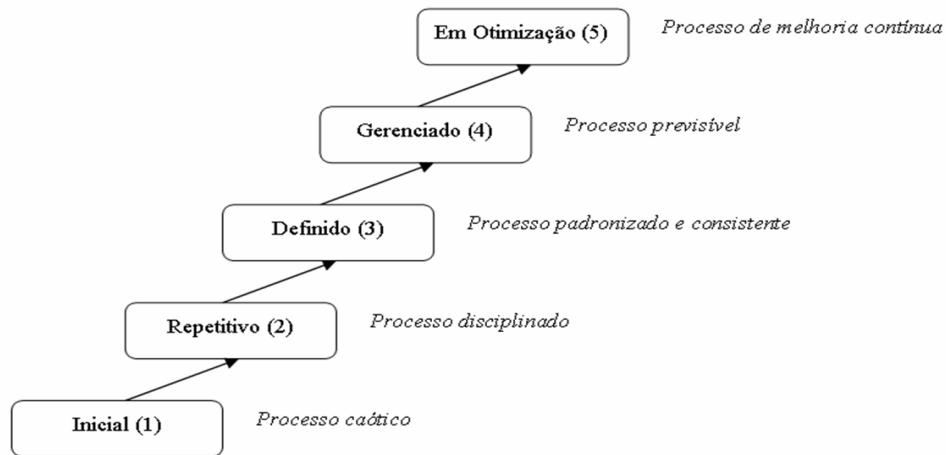 Em Otimização (5)
Processo de melhoria contínua
Gerenciado (4)
Processo previsível
Definido (3)
Processo padronizado e consistente
Repetitivo (2)
Processo disciplinado
Inicial (1)
Processo caótico